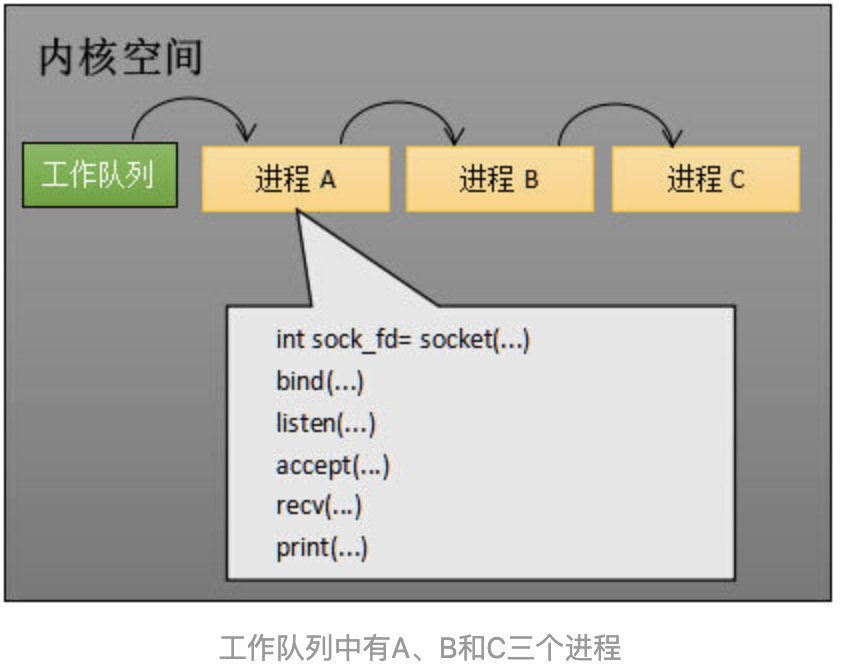 内核空间
工作队列
进程 A
进程 B
进程 C
int sock_fd= socket(...)
bind(...)
listen(...)
accept(...)
recv(...)
print(...)
工作队列中有A、B和C三个进程